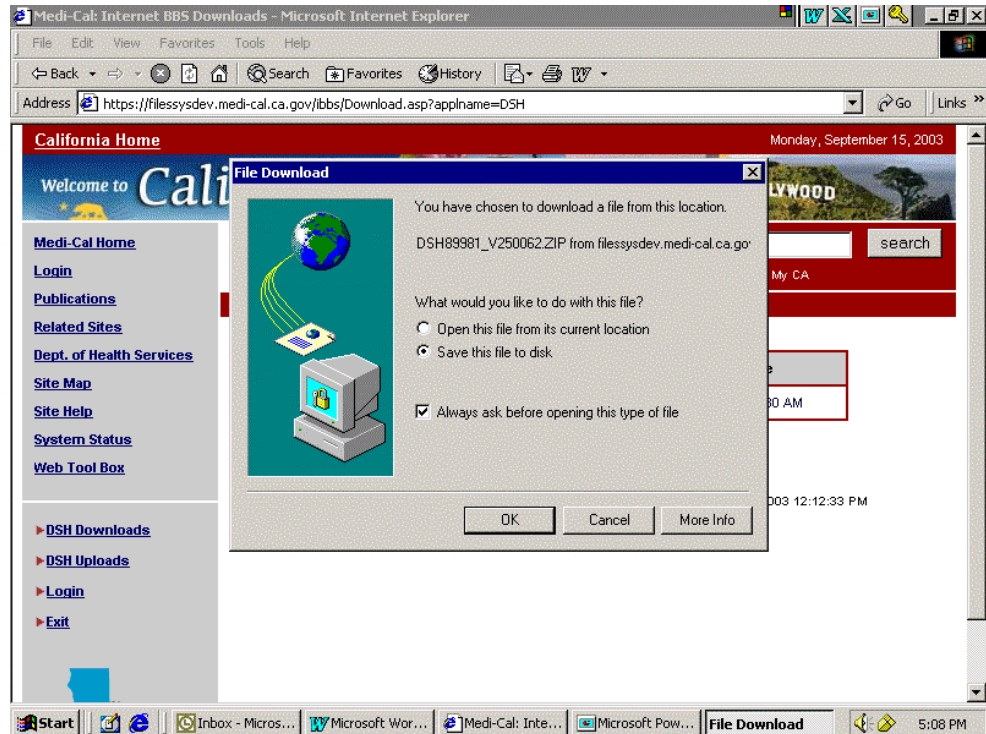 Medi-Cal: Internet BBS Downloads - Microsoft Internet Explorer
File Edit View Favorites Tools Help
Back Search Favorites History
Address https://filessysdev.medi-cal.ca.gov/ibbs/Download.asp?applname=DSH Go Links »
California Home Monday, September 15, 2003
Welcome to Cali
LYWOOD
Medi-Cal Home
Login
Publications
Related Sites
Dept. of Health Services
Site Map
Site Help
System Status
Web Tool Box
DSH Downloads
DSH Uploads
Login
Exit
search
My CA
30 AM
003 12:12:33 PM
File Download
You have chosen to download a file from this location.
DSH89981_V250062.ZIP from filessysdev.medi-cal.ca.go
What would you like to do with this file?
Open this file from its current location
Save this file to disk
Always ask before opening this type of file
OK Cancel More Info
Start Inbox - Micros... Microsoft Wor... Medi-Cal: Inte... Microsoft Pow... File Download 5:08 PM